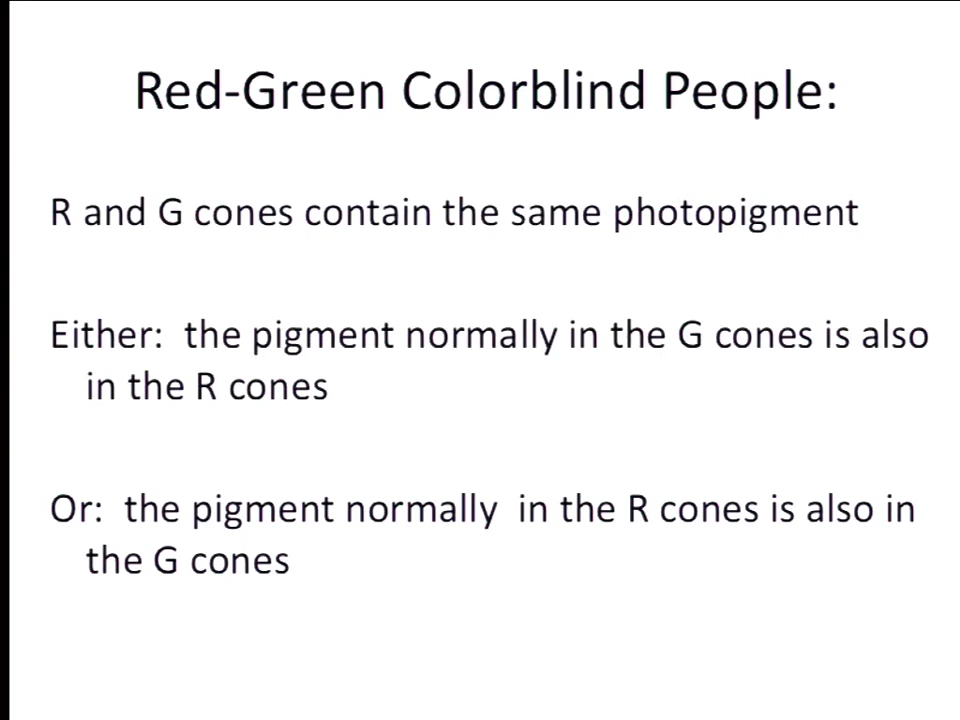 Red-Green Colorblind People:
R and G cones contain the same photopigment
Either: the pigment normally in the G cones is also
in the R cones
Or: the pigment normally in the R cones is also in
the G cones